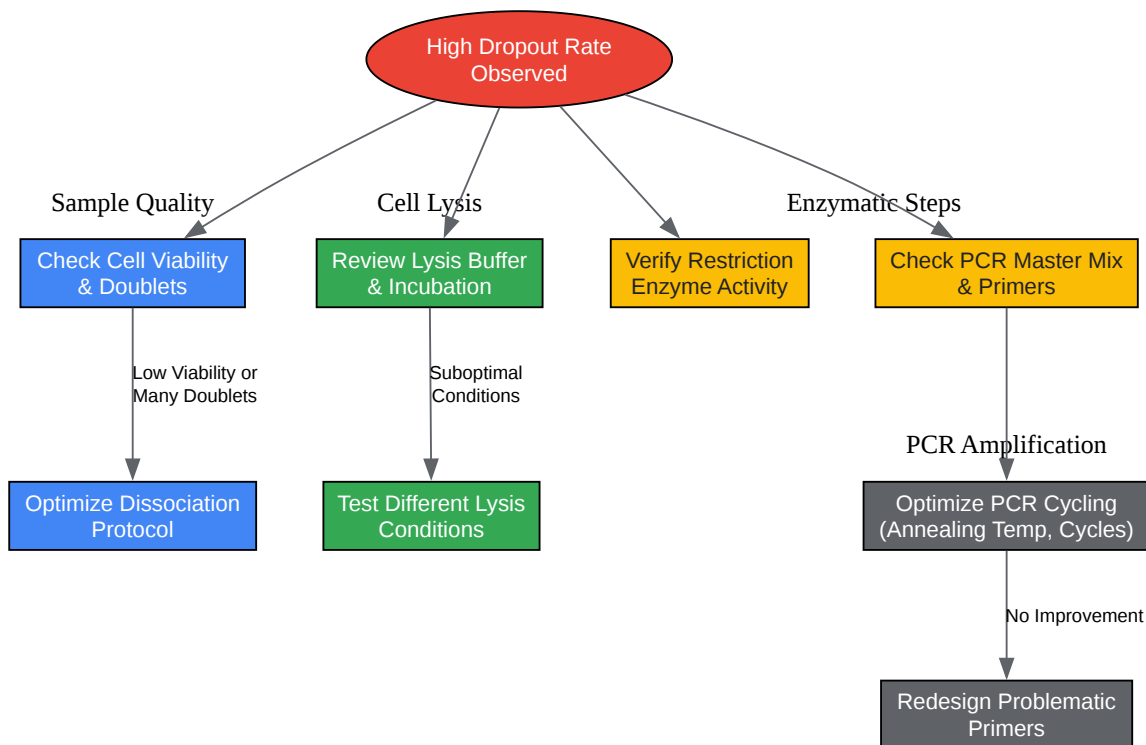 High Dropout Rate
Observed
Sample Quality
Cell Lysis
Enzymatic Steps
Check Cell Viability
& Doublets
Review Lysis Buffer
& Incubation
Verify Restriction
Enzyme Activity
Check PCR Master Mix
& Primers
Low Viability or
Many Doublets
Suboptimal
Conditions
PCR Amplification
Optimize Dissociation
Protocol
Test Different Lysis
Conditions
Optimize PCR Cycling
(Annealing Temp, Cycles)
No Improvement
Redesign Problematic
Primers